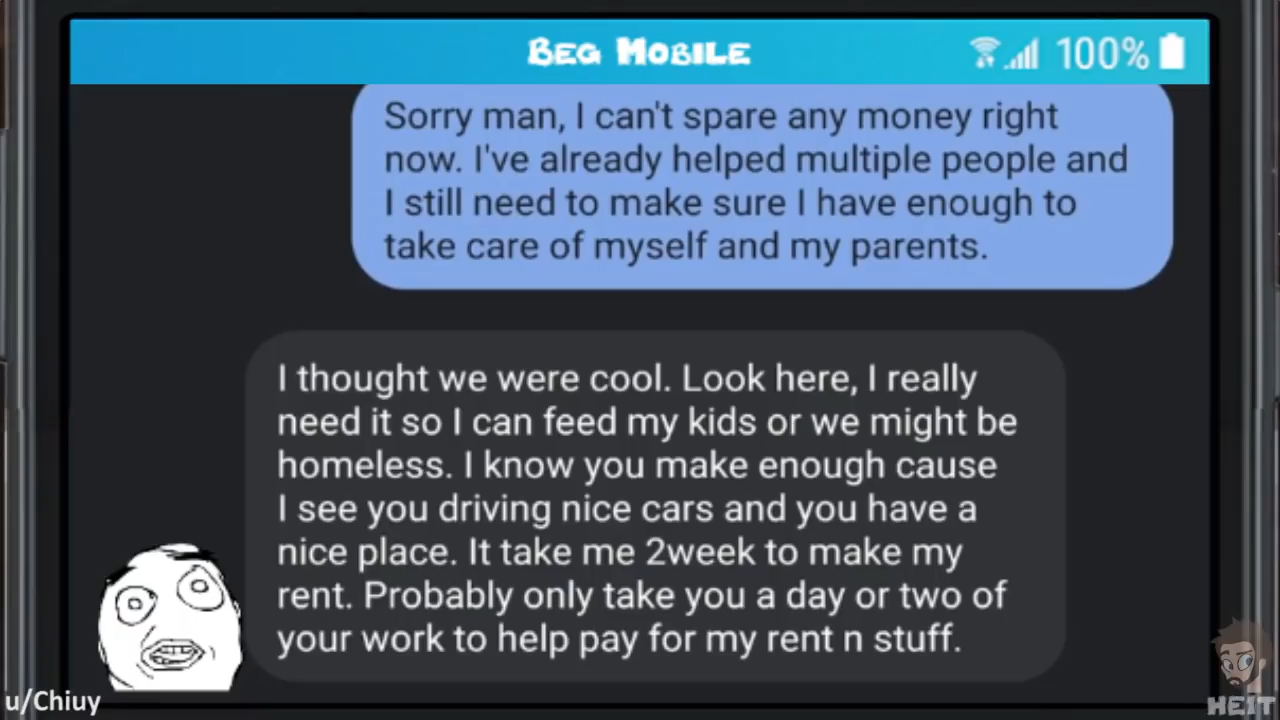 Beg Mobile
100%
Sorry man, I can't spare any money right
now. I've already helped multiple people and
I still need to make sure I have enough to
take care of myself and my parents.
I thought we were cool. Look here, I really
need it so I can feed my kids or we might be
homeless. I know you make enough cause
I see you driving nice cars and you have a
nice place. It take me 2week to make my
rent. Probably only take you a day or two of
your work to help pay for my rent n stuff.
u/Chiuy
HEIT